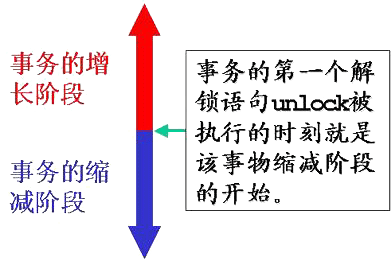 事务的增
长阶段
事务的缩
减阶段
事务的第一个解
锁语句unlock被
执行的时刻就是
该事物缩减阶段
的开始。